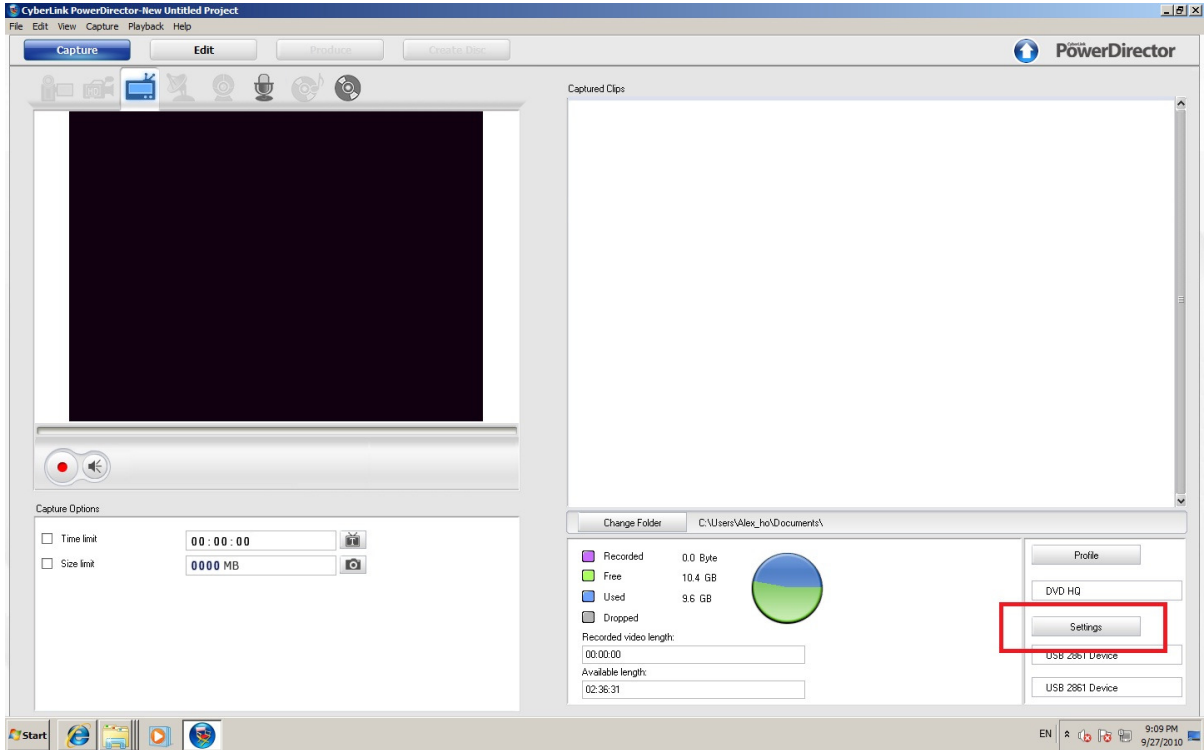 CyberLink PowerDirector-New Untitled Project
File Edit View Capture Playback Help
Capture Edit Produce Create Disc
CyberLink PowerDirector
Captured Clips
Capture Options
Time limit 00 : 00 : 00
Size limit 0000 MB
Change Folder C:\Users\Alex_ho\Documents\
Recorded 0.0 Byte
Free 10.4 GB
Used 9.6 GB
Dropped
Recorded video length:
00:00:00
Available length:
02:36:31
Profile
DVD HQ
Settings
USB 2861 Device
USB 2861 Device
Start
EN
9:09 PM
9/27/2010